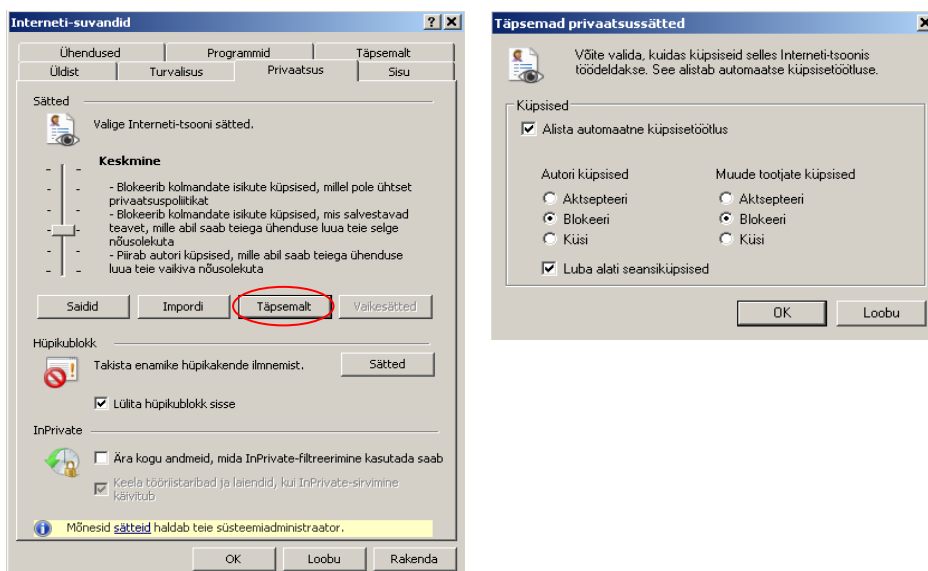 Interneti-suvandid
Ühendused
Programmid
Täpsemalt
Üldist
Turvalisus
Privaatsus
Sisu
Sätted
Valige Interneti-tsooni sätted.
Keskmine
- Blokeerib kolmandate isikute küpsised, millel pole ühtset
privaatsuspoliitikat
- Blokeerib kolmandate isikute küpsised, mis salvestavad
teavet, mille abil saab teiega ühenduse luua teie selge
nõusolekuta
- Piirab autori küpsised, mille abil saab teiega ühenduse
luua teie vaikiva nõusolekuta
Saidid
Impordi
Täpsemalt
Vaikesätted
Hüpikublokk
Takista enamike hüpikakende ilmnemist.
Sätted
Lülita hüpikublokk sisse
InPrivate
Ära kogu andmeid, mida InPrivate-filtreerimine kasutada saab
Keela tööriistaribad ja laiendid, kui InPrivate-sirvimine
käivitub
Mõnesid sätteid haldab teie süsteemiadministraator.
OK
Loobu
Rakenda
Täpsemad privaatsussätted
Võite valida, kuidas küpsiseid selles Interneti-tsoonis
töödeldakse. See alistab automaatse küpsisetöötluse.
Küpsised
Alista automaatne küpsisetöötlus
Autori küpsised
Muude tootjate küpsised
Aktsepteeri
Aktsepteeri
Blokeeri
Blokeeri
Küsi
Küsi
Luba alati seansiküpsised
OK
Loobu